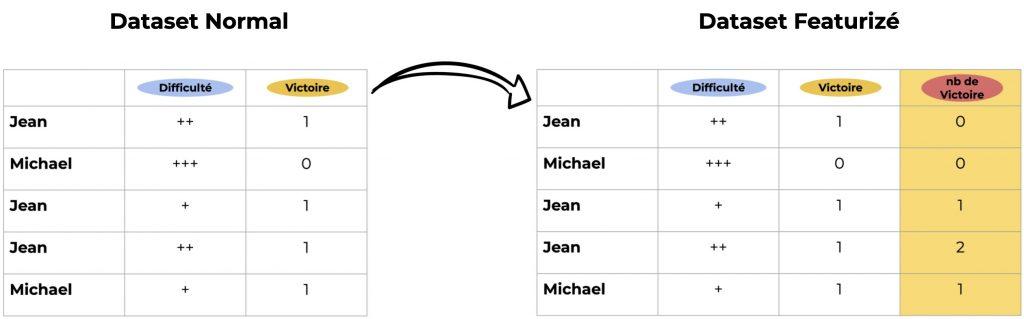 Dataset Normal
Difficulté Victoire
Jean ++ 1
Michael +++ 0
Jean + 1
Jean ++ 1
Michael + 1
Dataset Featurizé
Difficulté Victoire nb de
Victoire
Jean ++ 1 0
Michael +++ 0 0
Jean + 1 1
Jean ++ 1 2
Michael + 1 1